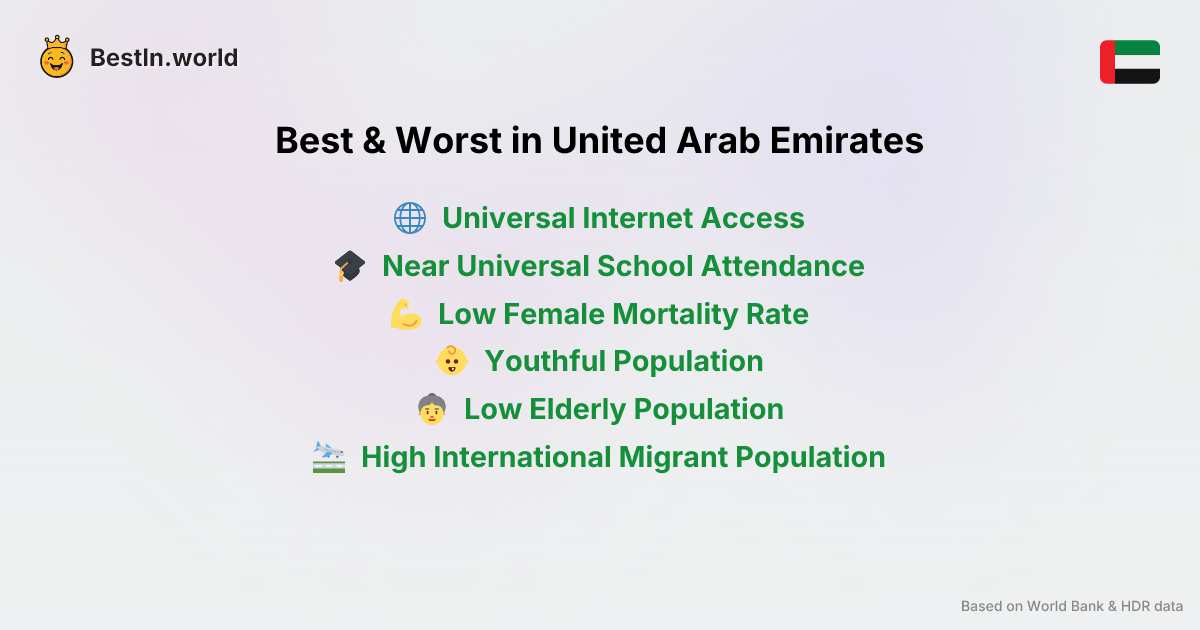 BestIn.world
Best & Worst in United Arab Emirates
Universal Internet Access
Near Universal School Attendance
Low Female Mortality Rate
Youthful Population
Low Elderly Population
High International Migrant Population
Based on World Bank & HDR data